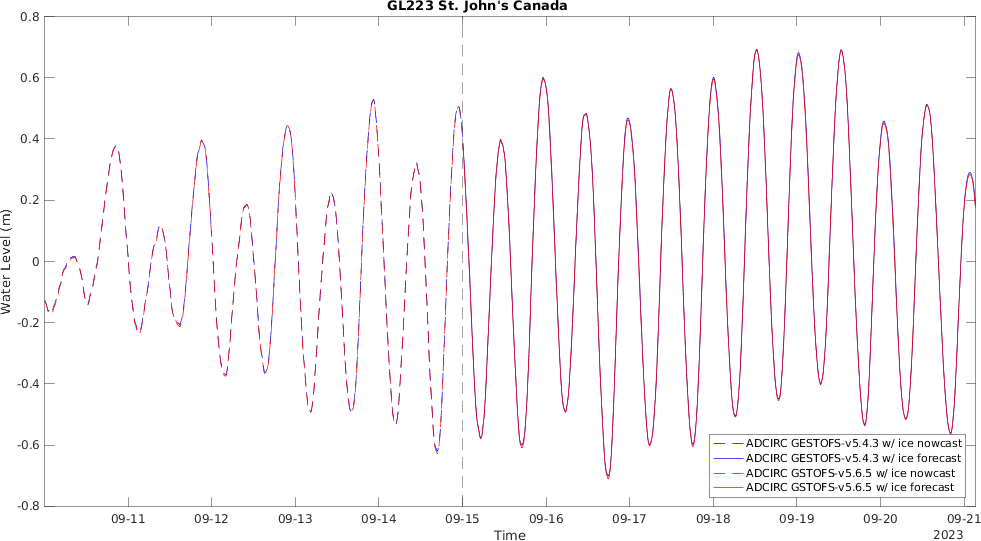 GL223 St. John's Canada
0.8
0.6
0.4
0.2
0
-0.2
-0.4
-0.6
-0.8
Water Level (m)
ADCIRC GESTOFS-v5.4.3 w/ ice nowcast
ADCIRC GESTOFS-v5.4.3 w/ ice forecast
ADCIRC GSTOFS-v5.6.5 w/ ice nowcast
ADCIRC GSTOFS-v5.6.5 w/ ice forecast
09-11 09-12 09-13 09-14 09-15 09-16 09-17 09-18 09-19 09-20 09-21
Time
2023